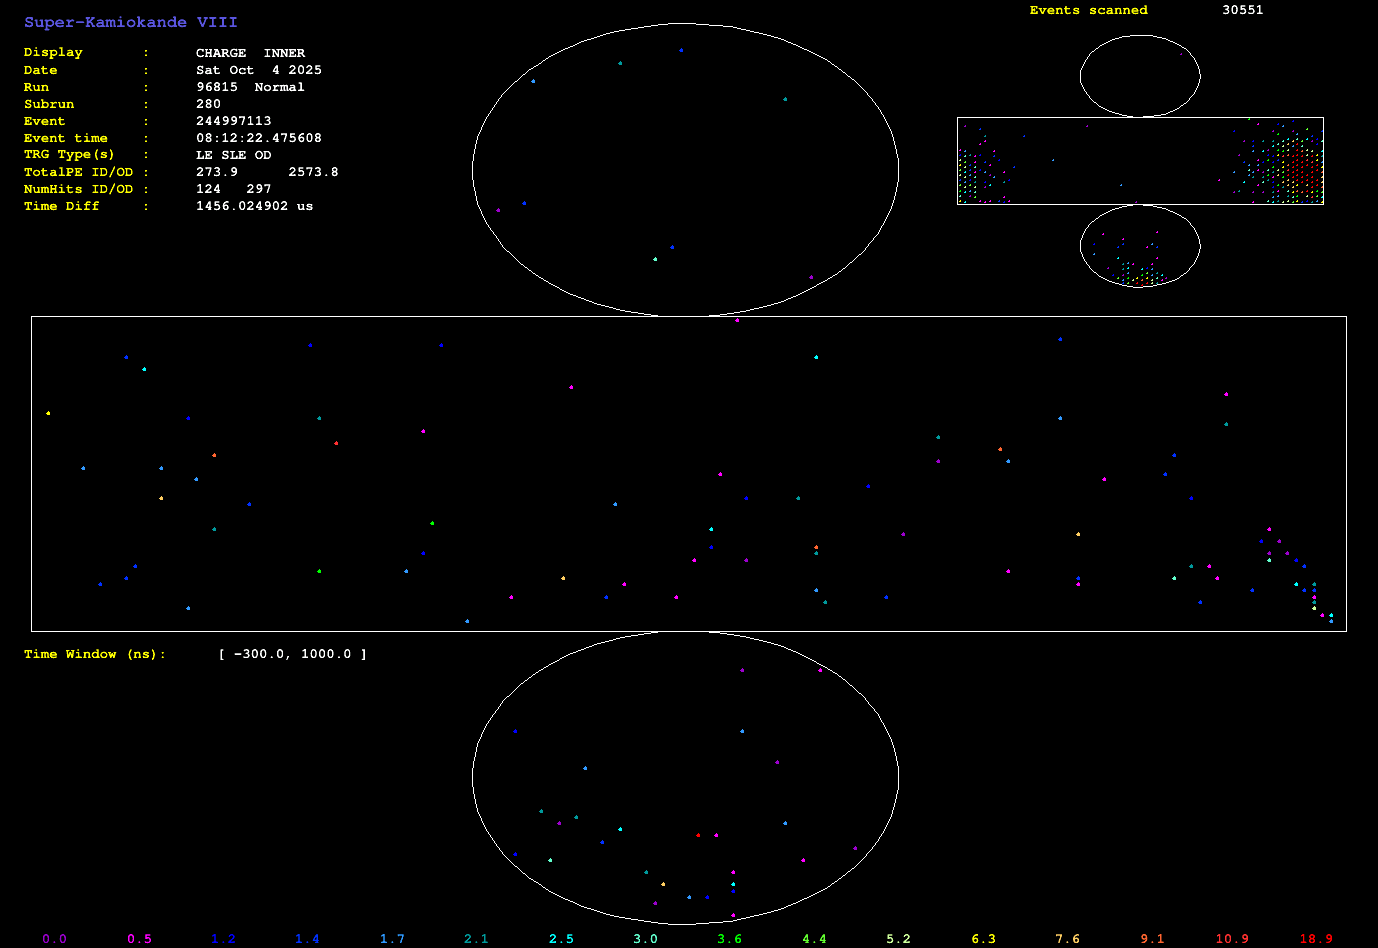 Super-Kamiokande VIII
Events scanned 30551
Display : CHARGE INNER
Date : Sat Oct 4 2025
Run : 96815 Normal
Subrun : 280
Event : 244997113
Event time : 08:12:22.475608
TRG Type(s) : LE SLE OD
TotalPE ID/OD : 273.9 2573.8
NumHits ID/OD : 124 297
Time Diff : 1456.024902 us
Time Window (ns): [ -300.0, 1000.0 ]
0.0 0.5 1.2 1.4 1.7 2.1 2.5 3.0 3.6 4.4 5.2 6.3 7.6 9.1 10.9 18.9